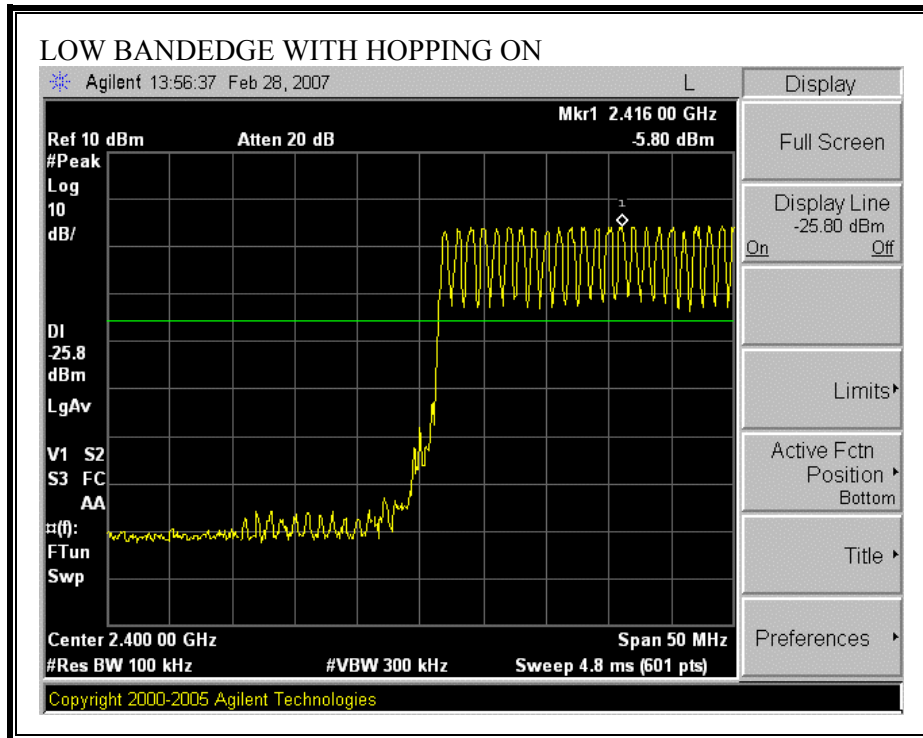 LOW BANDEDGE WITH HOPPING ON
Agilent 13:56:37 Feb 28, 2007 L
Mkr1 2.416 00 GHz
Ref 10 dBm Atten 20 dB -5.80 dBm
#Peak
Log
10
dB/
1
DI
-25.8
dBm
LgAv
V1 S2
S3 FC
AA
¤(f):
FTun
Swp
Center 2.400 00 GHz Span 50 MHz
#Res BW 100 kHz #VBW 300 kHz Sweep 4.8 ms (601 pts)
Copyright 2000-2005 Agilent Technologies
Display
Full Screen
Display Line
-25.80 dBm
On Off
Limits
Active Fctn
Position
Bottom
Title
Preferences